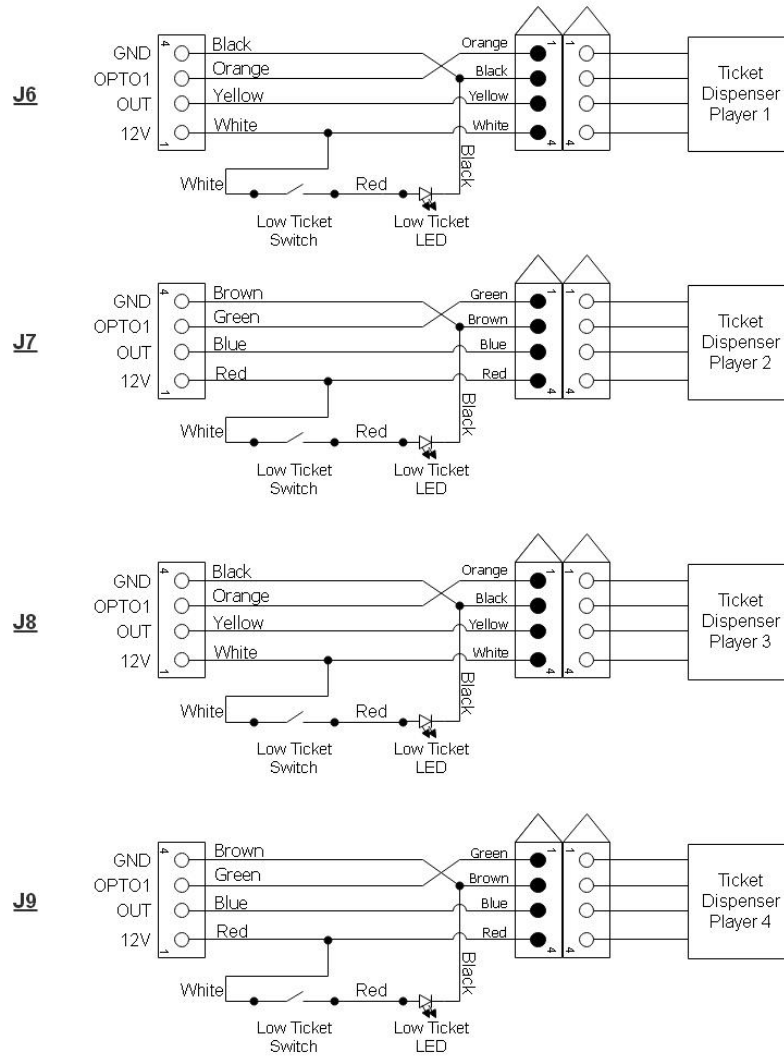 J6
4
GND Black
OPTO1 Orange
OUT Yellow
12V White
1
Orange 1 1
Black
Yellow
White 4 4
Ticket
Dispenser
Player 1
White Red Black
Low Ticket
Switch
Low Ticket
LED
J7
4
GND Brown
OPTO1 Green
OUT Blue
12V Red
1
Green 1 1
Brown
Blue
Red 4 4
Ticket
Dispenser
Player 2
White Red Black
Low Ticket
Switch
Low Ticket
LED
J8
4
GND Black
OPTO1 Orange
OUT Yellow
12V White
1
Orange 1 1
Black
Yellow
White 4 4
Ticket
Dispenser
Player 3
White Red Black
Low Ticket
Switch
Low Ticket
LED
J9
4
GND Brown
OPTO1 Green
OUT Blue
12V Red
1
Green 1 1
Brown
Blue
Red 4 4
Ticket
Dispenser
Player 4
White Red Black
Low Ticket
Switch
Low Ticket
LED